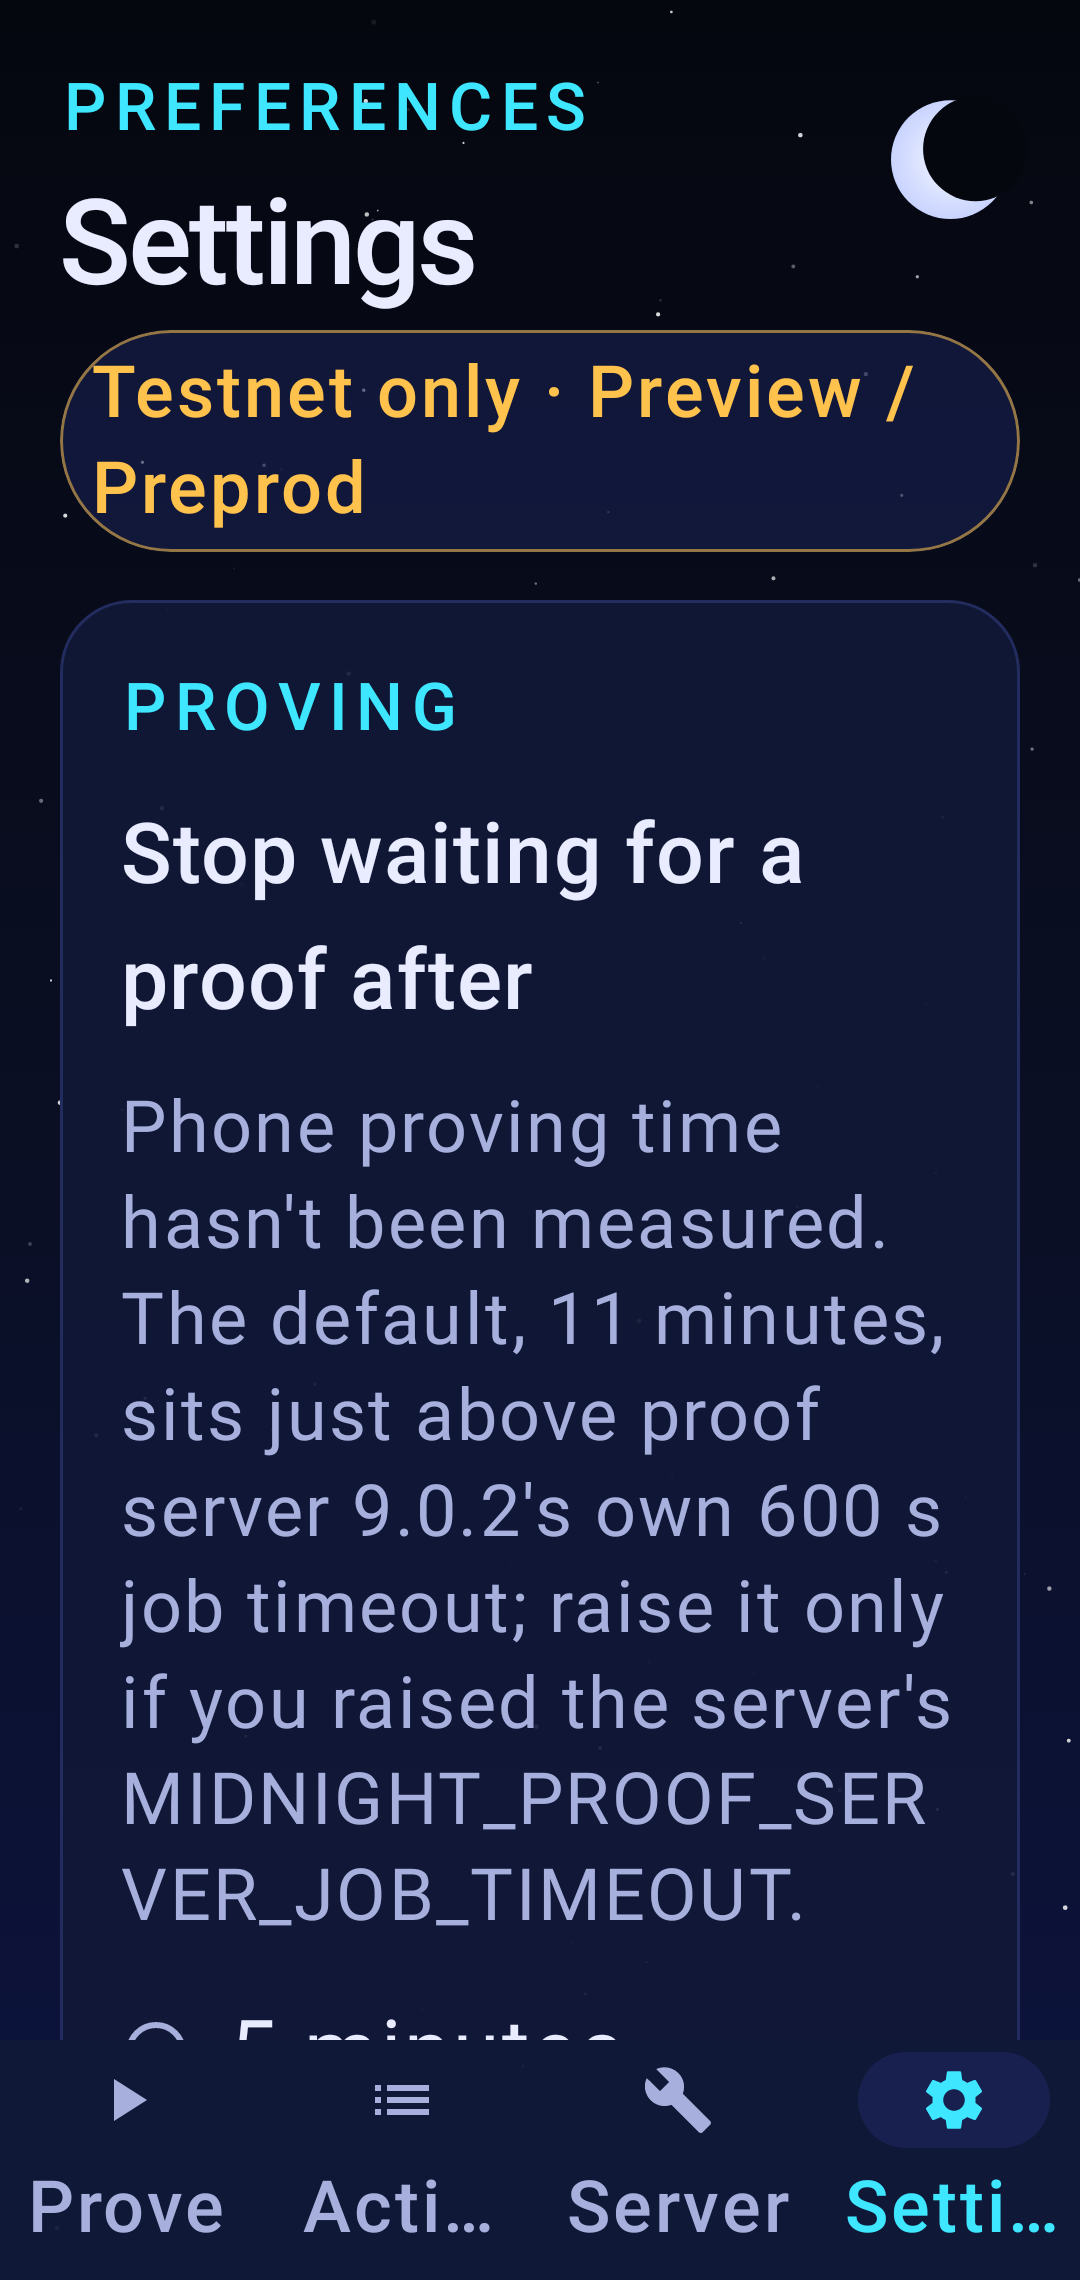 PREFERENCES
Settings
Testnet only · Preview /
Preprod
PROVING
Stop waiting for a
proof after
Phone proving time
hasn't been measured.
The default, 11 minutes,
sits just above proof
server 9.0.2's own 600 s
job timeout; raise it only
if you raised the server's
MIDNIGHT_PROOF_SER
VER_JOB_TIMEOUT.
5 minutes
Prove
Acti…
Server
Setti…